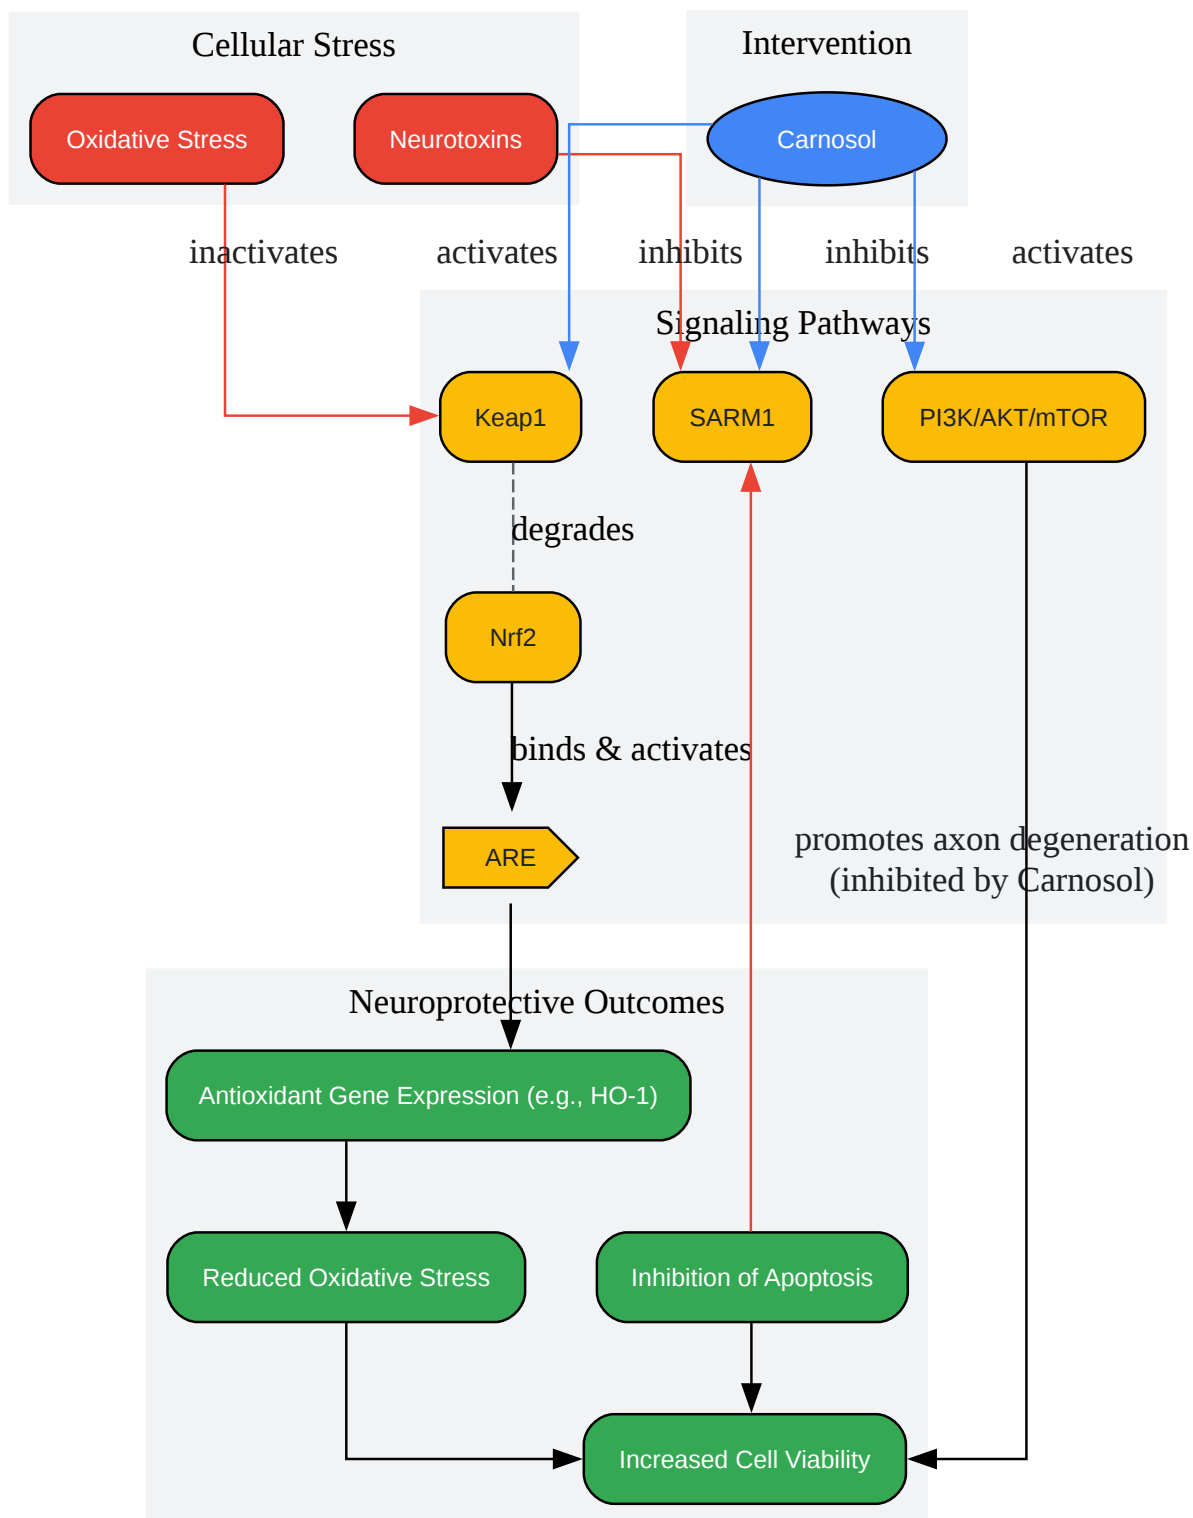 Cellular Stress
Intervention
Oxidative Stress
Neurotoxins
Carnosol
inactivates
activates
inhibits
inhibits
activates
Signaling Pathways
Keap1
SARM1
PI3K/AKT/mTOR
degrades
Nrf2
binds & activates
ARE
promotes axon degeneration
(inhibited by Carnosol)
Neuroprotective Outcomes
Antioxidant Gene Expression (e.g., HO-1)
Reduced Oxidative Stress
Inhibition of Apoptosis
Increased Cell Viability